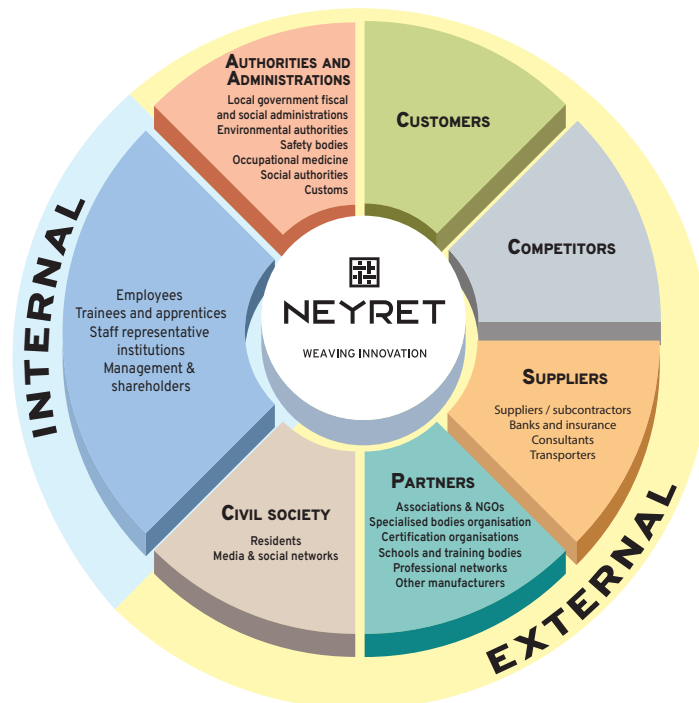 AUTHORITIES AND
ADMINISTRATIONS
Local government fiscal
and social administrations
Environmental authorities
Safety bodies
Occupational medicine
Social authorities
Customs
CUSTOMERS
COMPETITORS
SUPPLIERS
Suppliers / subcontractors
Banks and insurance
Consultants
Transporters
PARTNERS
Associations & NGOs
Specialised bodies organisation
Certification organisations
Schools and training bodies
Professional networks
Other manufacturers
CIVIL SOCIETY
Residents
Media & social networks
INTERNAL
Employees
Trainees and apprentices
Staff representative
institutions
Management &
shareholders
NEYRET
WEAVING INNOVATION
EXTERNAL